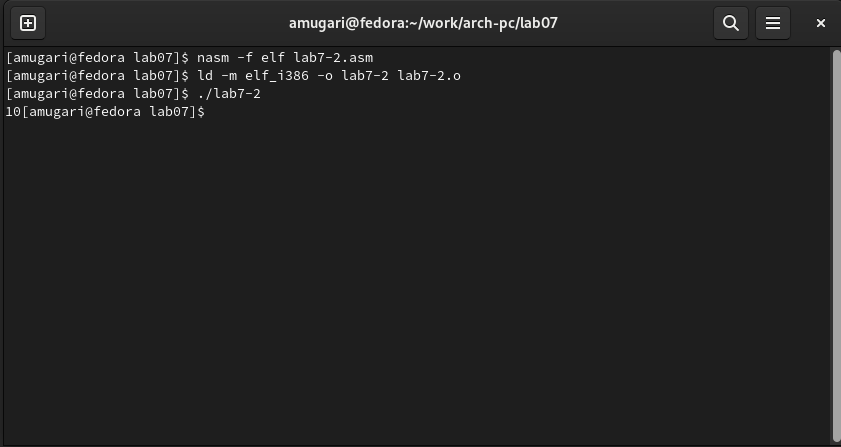 amugari@fedora:~/work/arch-pc/lab07
[amugari@fedora lab07]$ nasm -f elf lab7-2.asm
[amugari@fedora lab07]$ ld -m elf_i386 -o lab7-2 lab7-2.o
[amugari@fedora lab07]$ ./lab7-2
10[amugari@fedora lab07]$